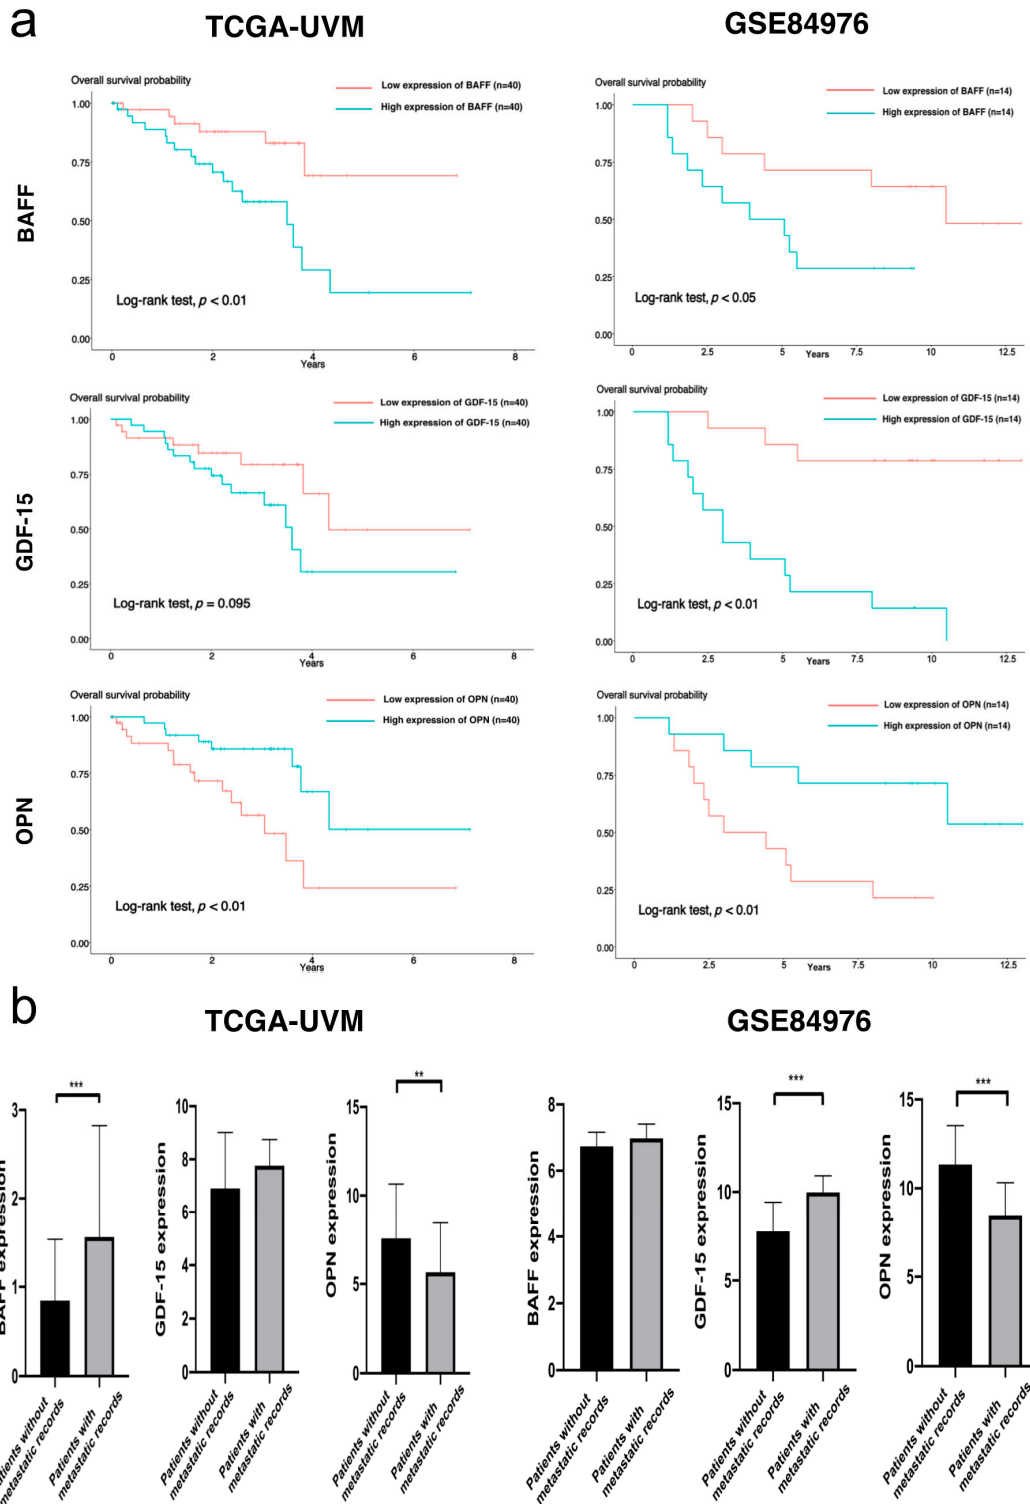 a
TCGA-UVM
GSE84976
BAFF
Overall survival probability
Low expression of BAFF (n=40)
High expression of BAFF (n=40)
1.00
0.75
0.50
0.25
0.00
Log-rank test, p < 0.01
0 2 4 6 8
Years
Overall survival probability
Low expression of BAFF (n=14)
High expression of BAFF (n=14)
1.00
0.75
0.50
0.25
0.00
Log-rank test, p < 0.05
0 2.5 5 7.5 10 12.5
Years
GDF-15
Overall survival probability
Low expression of GDF-15 (n=40)
High expression of GDF-15 (n=40)
1.00
0.75
0.50
0.25
0.00
Log-rank test, p = 0.095
0 2 4 6 8
Years
Overall survival probability
Low expression of GDF-15 (n=14)
High expression of GDF-15 (n=14)
1.00
0.75
0.50
0.25
0.00
Log-rank test, p < 0.01
0 2.5 5 7.5 10 12.5
Years
OPN
Overall survival probability
Low expression of OPN (n=40)
High expression of OPN (n=40)
1.00
0.75
0.50
0.25
0.00
Log-rank test, p < 0.01
0 2 4 6 8
Years
Overall survival probability
Low expression of OPN (n=14)
High expression of OPN (n=14)
1.00
0.75
0.50
0.25
0.00
Log-rank test, p < 0.01
0 2.5 5 7.5 10 12.5
Years
b
TCGA-UVM
GSE84976
BAFF expression
3
2
1
0
***
Patients without
metastatic records
Patients with
metastatic records
GDF-15 expression
10
8
6
4
2
0
Patients without
metastatic records
Patients with
metastatic records
OPN expression
15
10
5
0
**
Patients without
metastatic records
Patients with
metastatic records
BAFF expression
8
6
4
2
0
Patients without
metastatic records
Patients with
metastatic records
GDF-15 expression
15
10
5
0
***
Patients without
metastatic records
Patients with
metastatic records
OPN expression
15
10
5
0
***
Patients without
metastatic records
Patients with
metastatic records